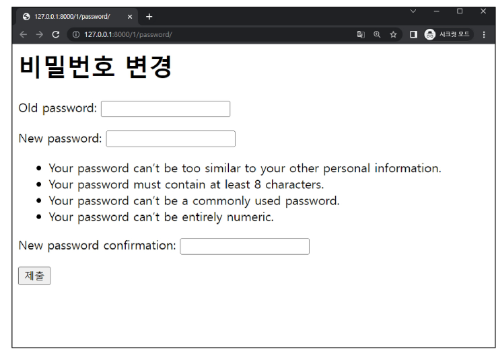 127.0.0.1:8000/1/password/
127.0.0.1:8000/1/password/
시크릿 모드
비밀번호 변경
Old password:
New password:
• Your password can't be too similar to your other personal information.
• Your password must contain at least 8 characters.
• Your password can't be a commonly used password.
• Your password can't be entirely numeric.
New password confirmation:
제출